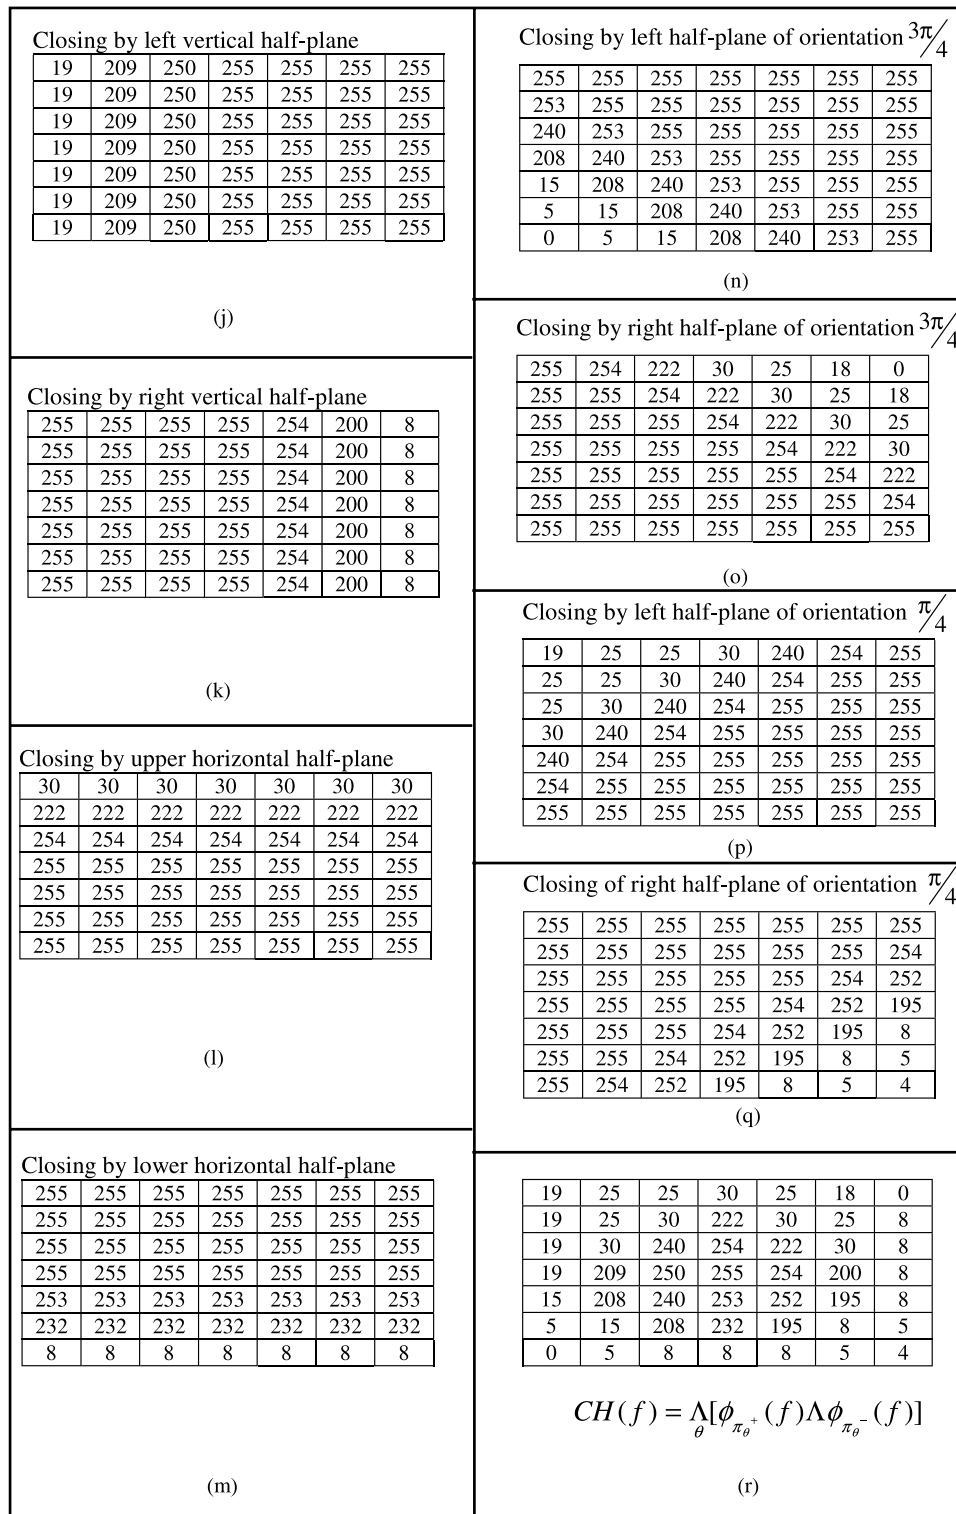 Closing by left vertical half-plane
19 209 250 255 255 255 255
19 209 250 255 255 255 255
19 209 250 255 255 255 255
19 209 250 255 255 255 255
19 209 250 255 255 255 255
19 209 250 255 255 255 255
19 209 250 255 255 255 255
(j)
Closing by right vertical half-plane
255 255 255 255 254 200 8
255 255 255 255 254 200 8
255 255 255 255 254 200 8
255 255 255 255 254 200 8
255 255 255 255 254 200 8
255 255 255 255 254 200 8
255 255 255 255 254 200 8
(k)
Closing by upper horizontal half-plane
30 30 30 30 30 30 30
222 222 222 222 222 222 222
254 254 254 254 254 254 254
255 255 255 255 255 255 255
255 255 255 255 255 255 255
255 255 255 255 255 255 255
255 255 255 255 255 255 255
(l)
Closing by lower horizontal half-plane
255 255 255 255 255 255 255
255 255 255 255 255 255 255
255 255 255 255 255 255 255
255 255 255 255 255 255 255
253 253 253 253 253 253 253
232 232 232 232 232 232 232
8 8 8 8 8 8 8
(m)
Closing by left half-plane of orientation 3π/4
255 255 255 255 255 255 255
253 255 255 255 255 255 255
240 253 255 255 255 255 255
208 240 253 255 255 255 255
15 208 240 253 255 255 255
5 15 208 240 253 255 255
0 5 15 208 240 253 255
(n)
Closing by right half-plane of orientation 3π/4
255 254 222 30 25 18 0
255 255 254 222 30 25 18
255 255 255 254 222 30 25
255 255 255 255 254 222 30
255 255 255 255 255 254 222
255 255 255 255 255 255 254
255 255 255 255 255 255 255
(o)
Closing by left half-plane of orientation π/4
19 25 25 30 240 254 255
25 25 30 240 254 255 255
25 30 240 254 255 255 255
30 240 254 255 255 255 255
240 254 255 255 255 255 255
254 255 255 255 255 255 255
255 255 255 255 255 255 255
(p)
Closing of right half-plane of orientation π/4
255 255 255 255 255 255 255
255 255 255 255 255 255 254
255 255 255 255 255 254 252
255 255 255 255 254 252 195
255 255 255 254 252 195 8
255 255 254 252 195 8 5
255 254 252 195 8 5 4
(q)
19 25 25 30 25 18 0
19 25 30 222 30 25 8
19 30 240 254 222 30 8
19 209 250 255 254 200 8
15 208 240 253 252 195 8
5 15 208 232 195 8 5
0 5 8 8 8 5 4
CH(f) = Λ_θ[ϕ_{π_θ^+}(f)Λϕ_{π_θ^-}(f)]
(r)